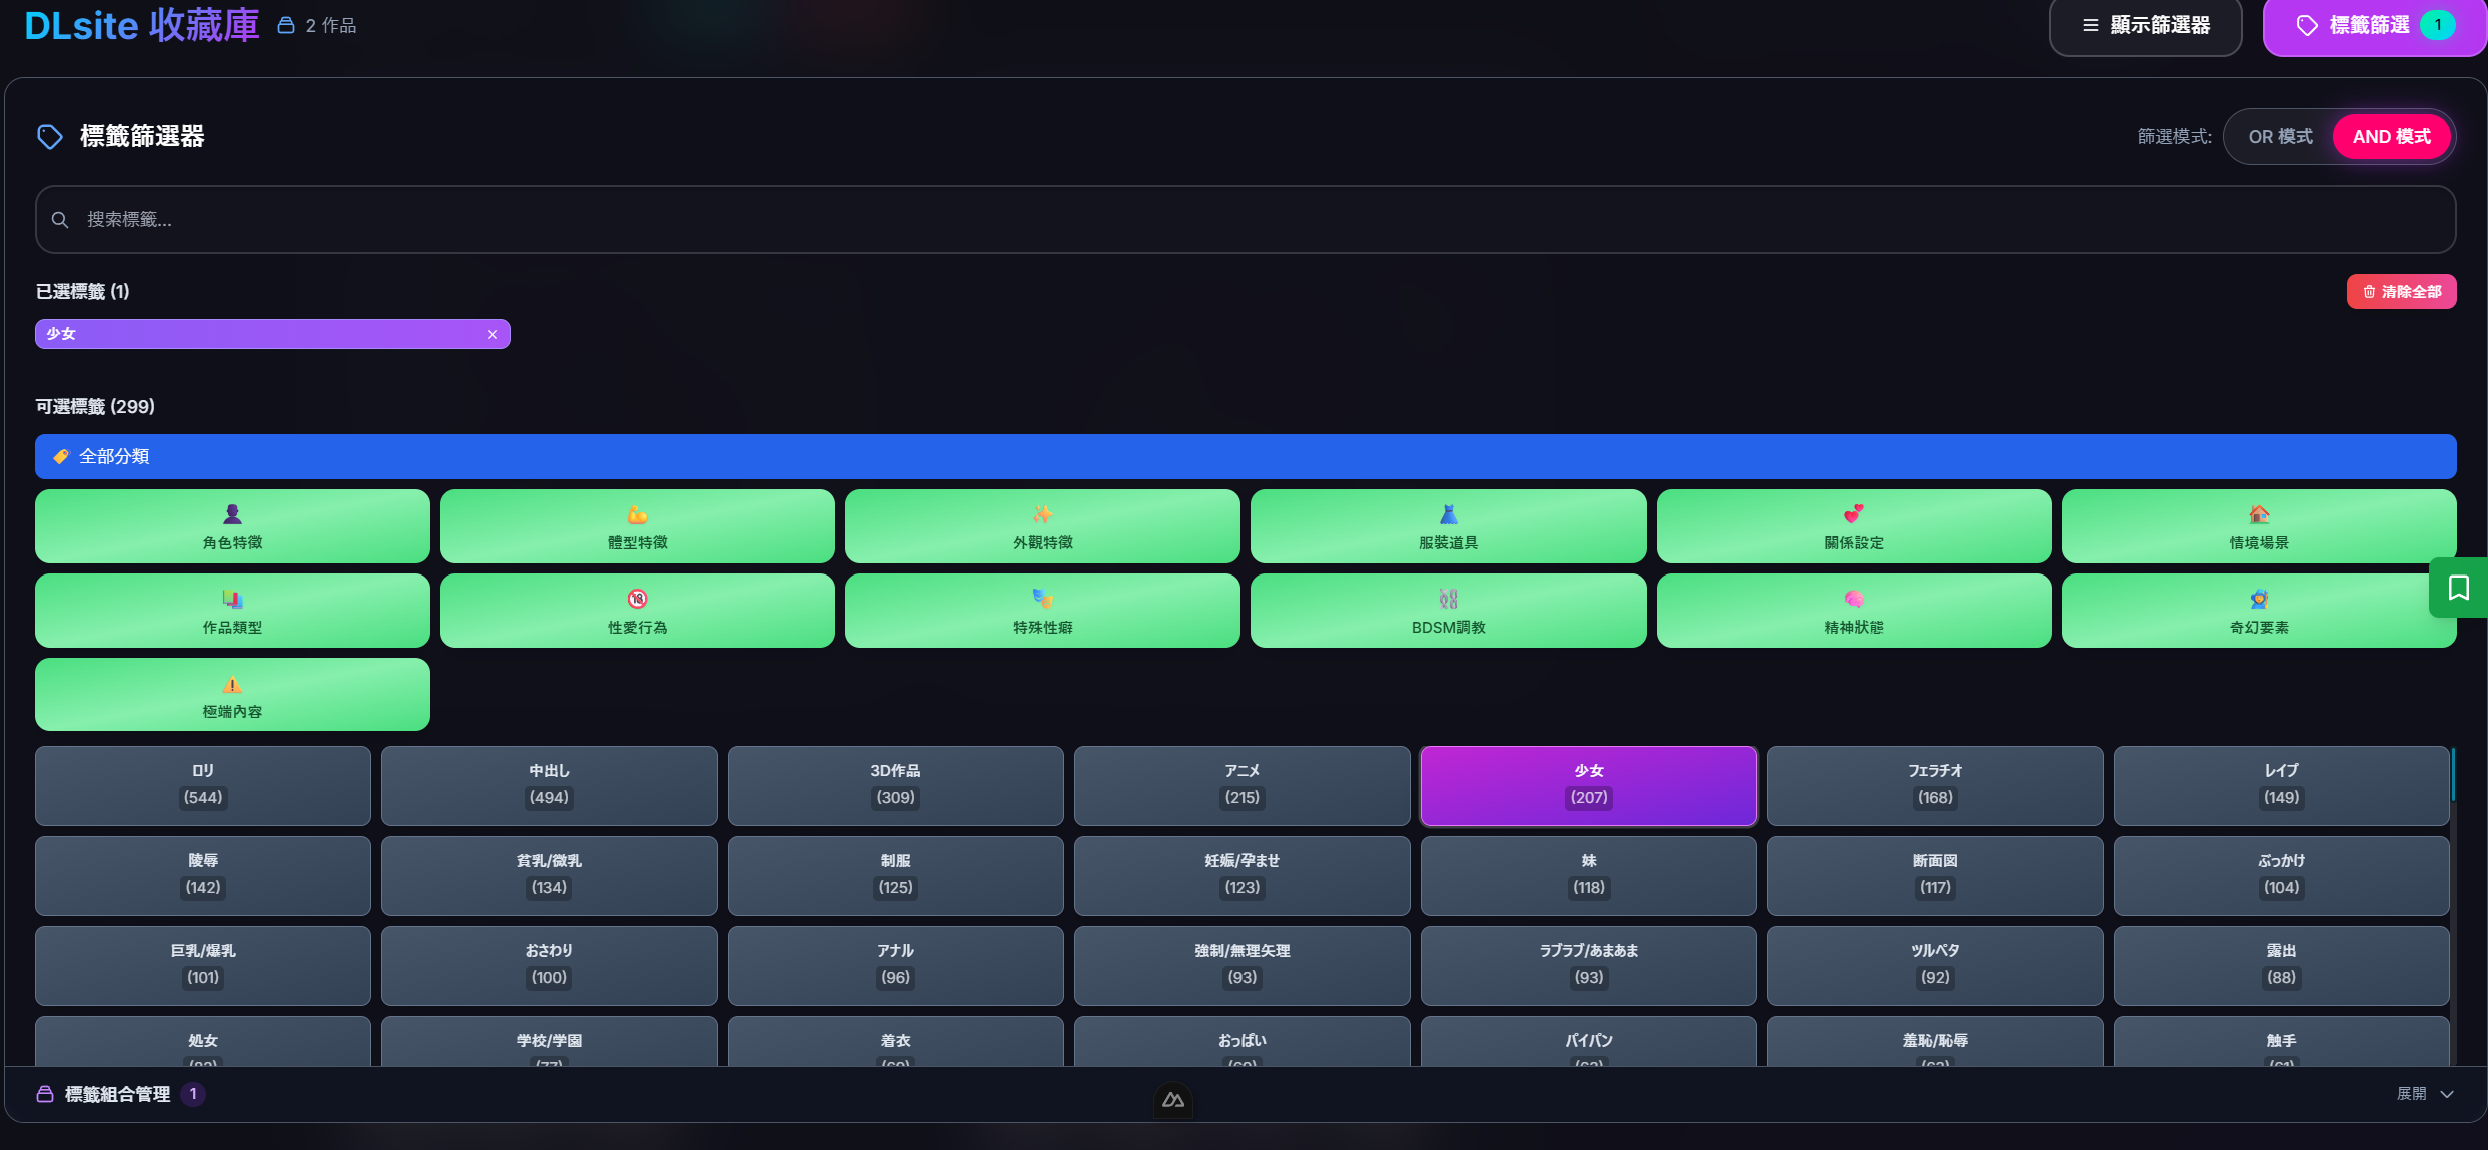 DLsite 收藏庫 2 作品
顯示篩選器
標籤篩選 1
標籤篩選器
篩選模式: OR 模式 AND 模式
搜索標籤...
已選標籤 (1)
清除全部
少女
可選標籤 (299)
全部分類
角色特徵
體型特徵
外觀特徵
服裝道具
關係設定
情境場景
作品類型
性愛行為
特殊性癖
BDSM調教
精神狀態
奇幻要素
極端內容
ロリ
(544)
中出し
(494)
3D作品
(309)
アニメ
(215)
少女
(207)
フェラチオ
(168)
レイプ
(149)
陵辱
(142)
貧乳/微乳
(134)
制服
(125)
妊娠/孕ませ
(123)
妹
(118)
断面図
(117)
ぶっかけ
(104)
巨乳/爆乳
(101)
おさわり
(100)
アナル
(96)
強制/無理矢理
(93)
ラブラブ/あまあま
(93)
ツルペタ
(92)
露出
(88)
処女
学校/学園
着衣
おっぱい
パイパン
羞恥/恥辱
触手
標籤組合管理 1
展開